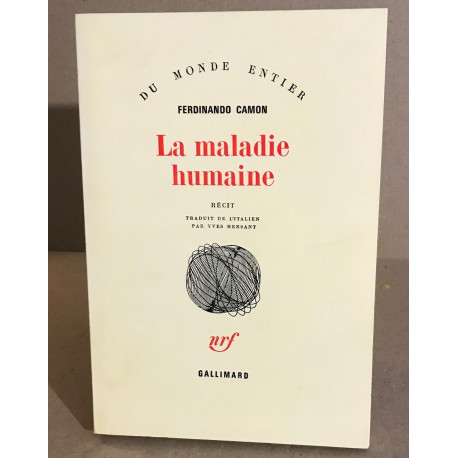 DU MONDE ENTIER
FERDINANDO CAMON
La maladie
humaine
RÉCIT
TRADUIT DE L'ITALIEN
PAR YVES HERSANT
nrf
GALLIMARD